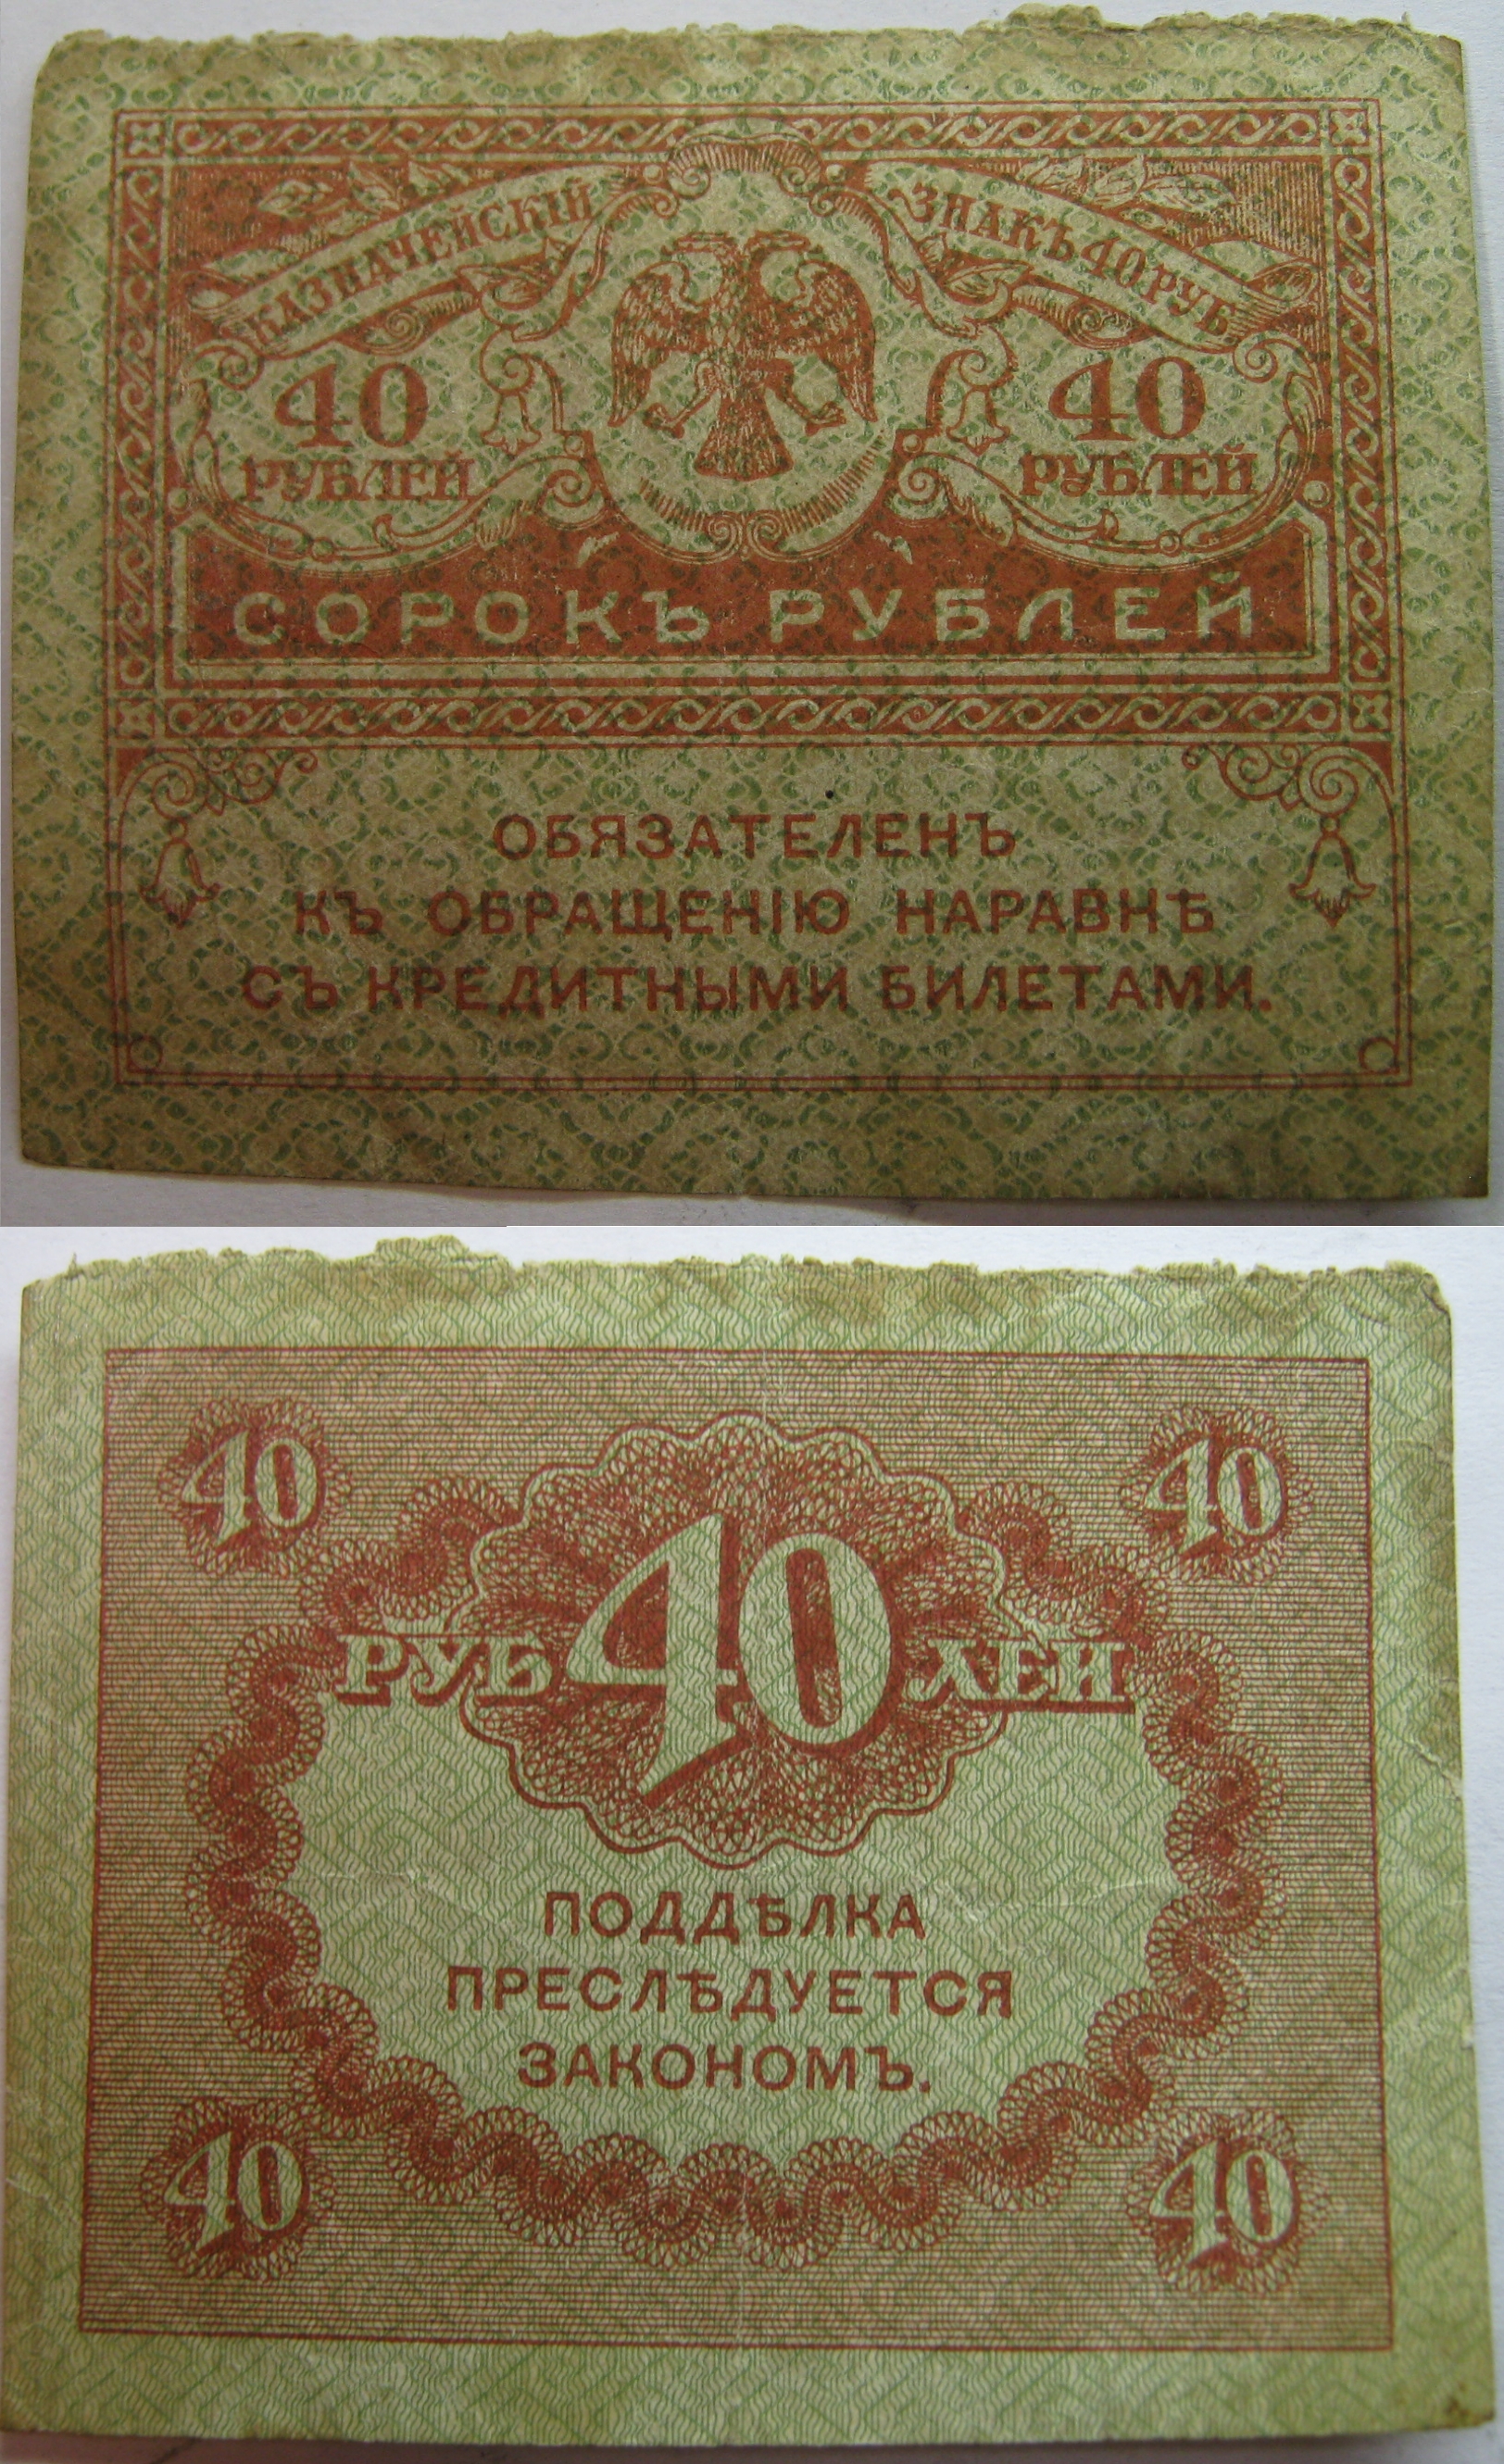 КАЗНАЧЕЙСКІЙ ЗНАКЪ 40 РУБ.
40 40
РУБЛЕЙ РУБЛЕЙ
СОРОКЪ РУБЛЕЙ
ОБЯЗАТЕЛЕНЪ
КЪ ОБРАЩЕНІЮ НАРАВНѢ
СЪ КРЕДИТНЫМИ БИЛЕТАМИ.
40 40
РУБ 40 ЛЕЙ
ПОДДѢЛКА
ПРЕСЛѢДУЕТСЯ
ЗАКОНОМЪ.
40 40